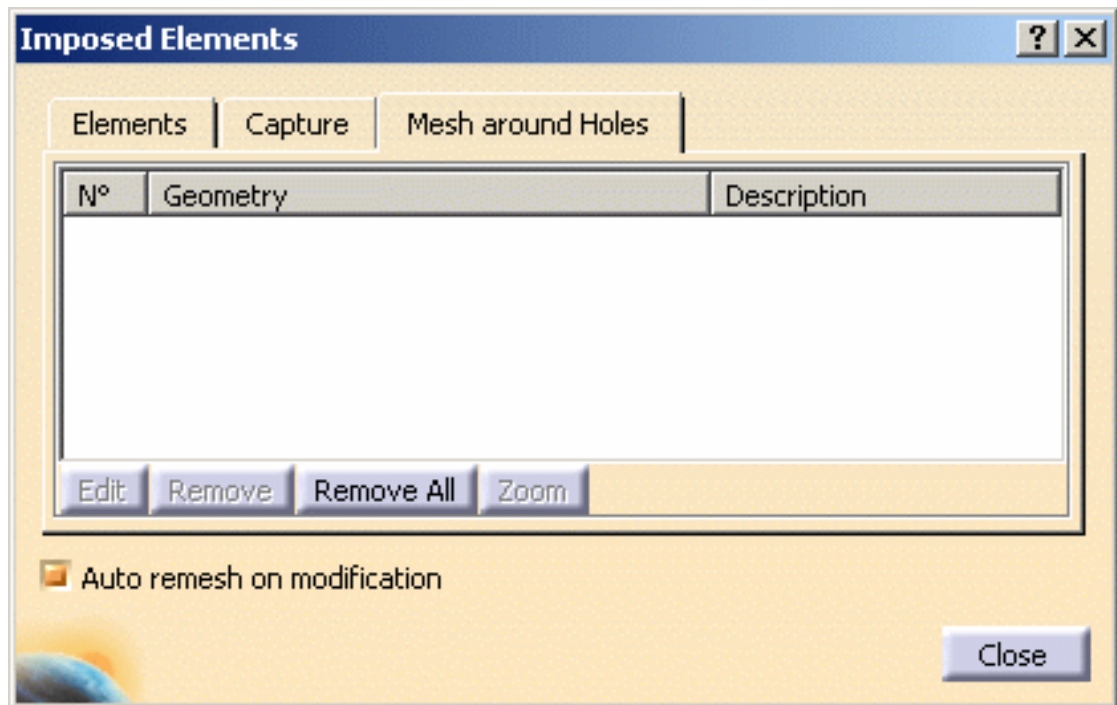 Imposed Elements
Elements Capture Mesh around Holes
N° Geometry Description
Edit Remove Remove All Zoom
Auto remesh on modification
Close